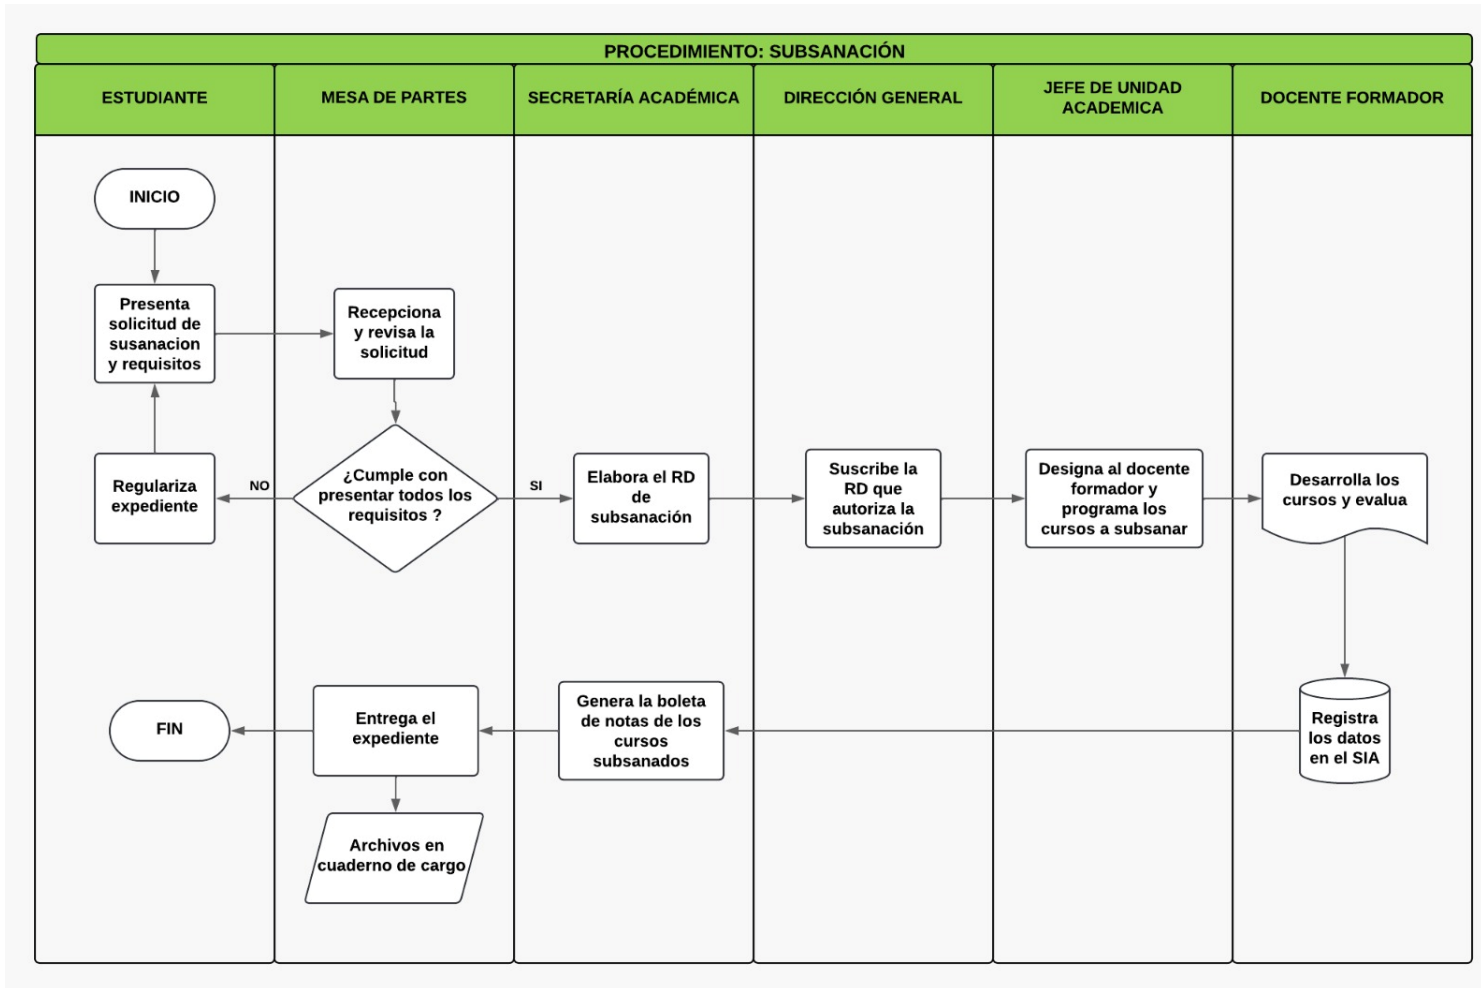 PROCEDIMIENTO: SUBSANACIÓN
ESTUDIANTE
MESA DE PARTES
SECRETARÍA ACADÉMICA
DIRECCIÓN GENERAL
JEFE DE UNIDAD
ACADEMICA
DOCENTE FORMADOR
INICIO
Presenta
solicitud de
susanacion
y requisitos
Recepciona
y revisa la
solicitud
Regulariza
expediente
NO
¿Cumple con
presentar todos los
requisitos ?
SI
Elabora el RD
de
subsanación
Suscribe la
RD que
autoriza la
subsanación
Designa al docente
formador y
programa los
cursos a subsanar
Desarrolla los
cursos y evalua
FIN
Entrega el
expediente
Genera la boleta
de notas de los
cursos
subsanados
Registra
los datos
en el SIA
Archivos en
cuaderno de cargo